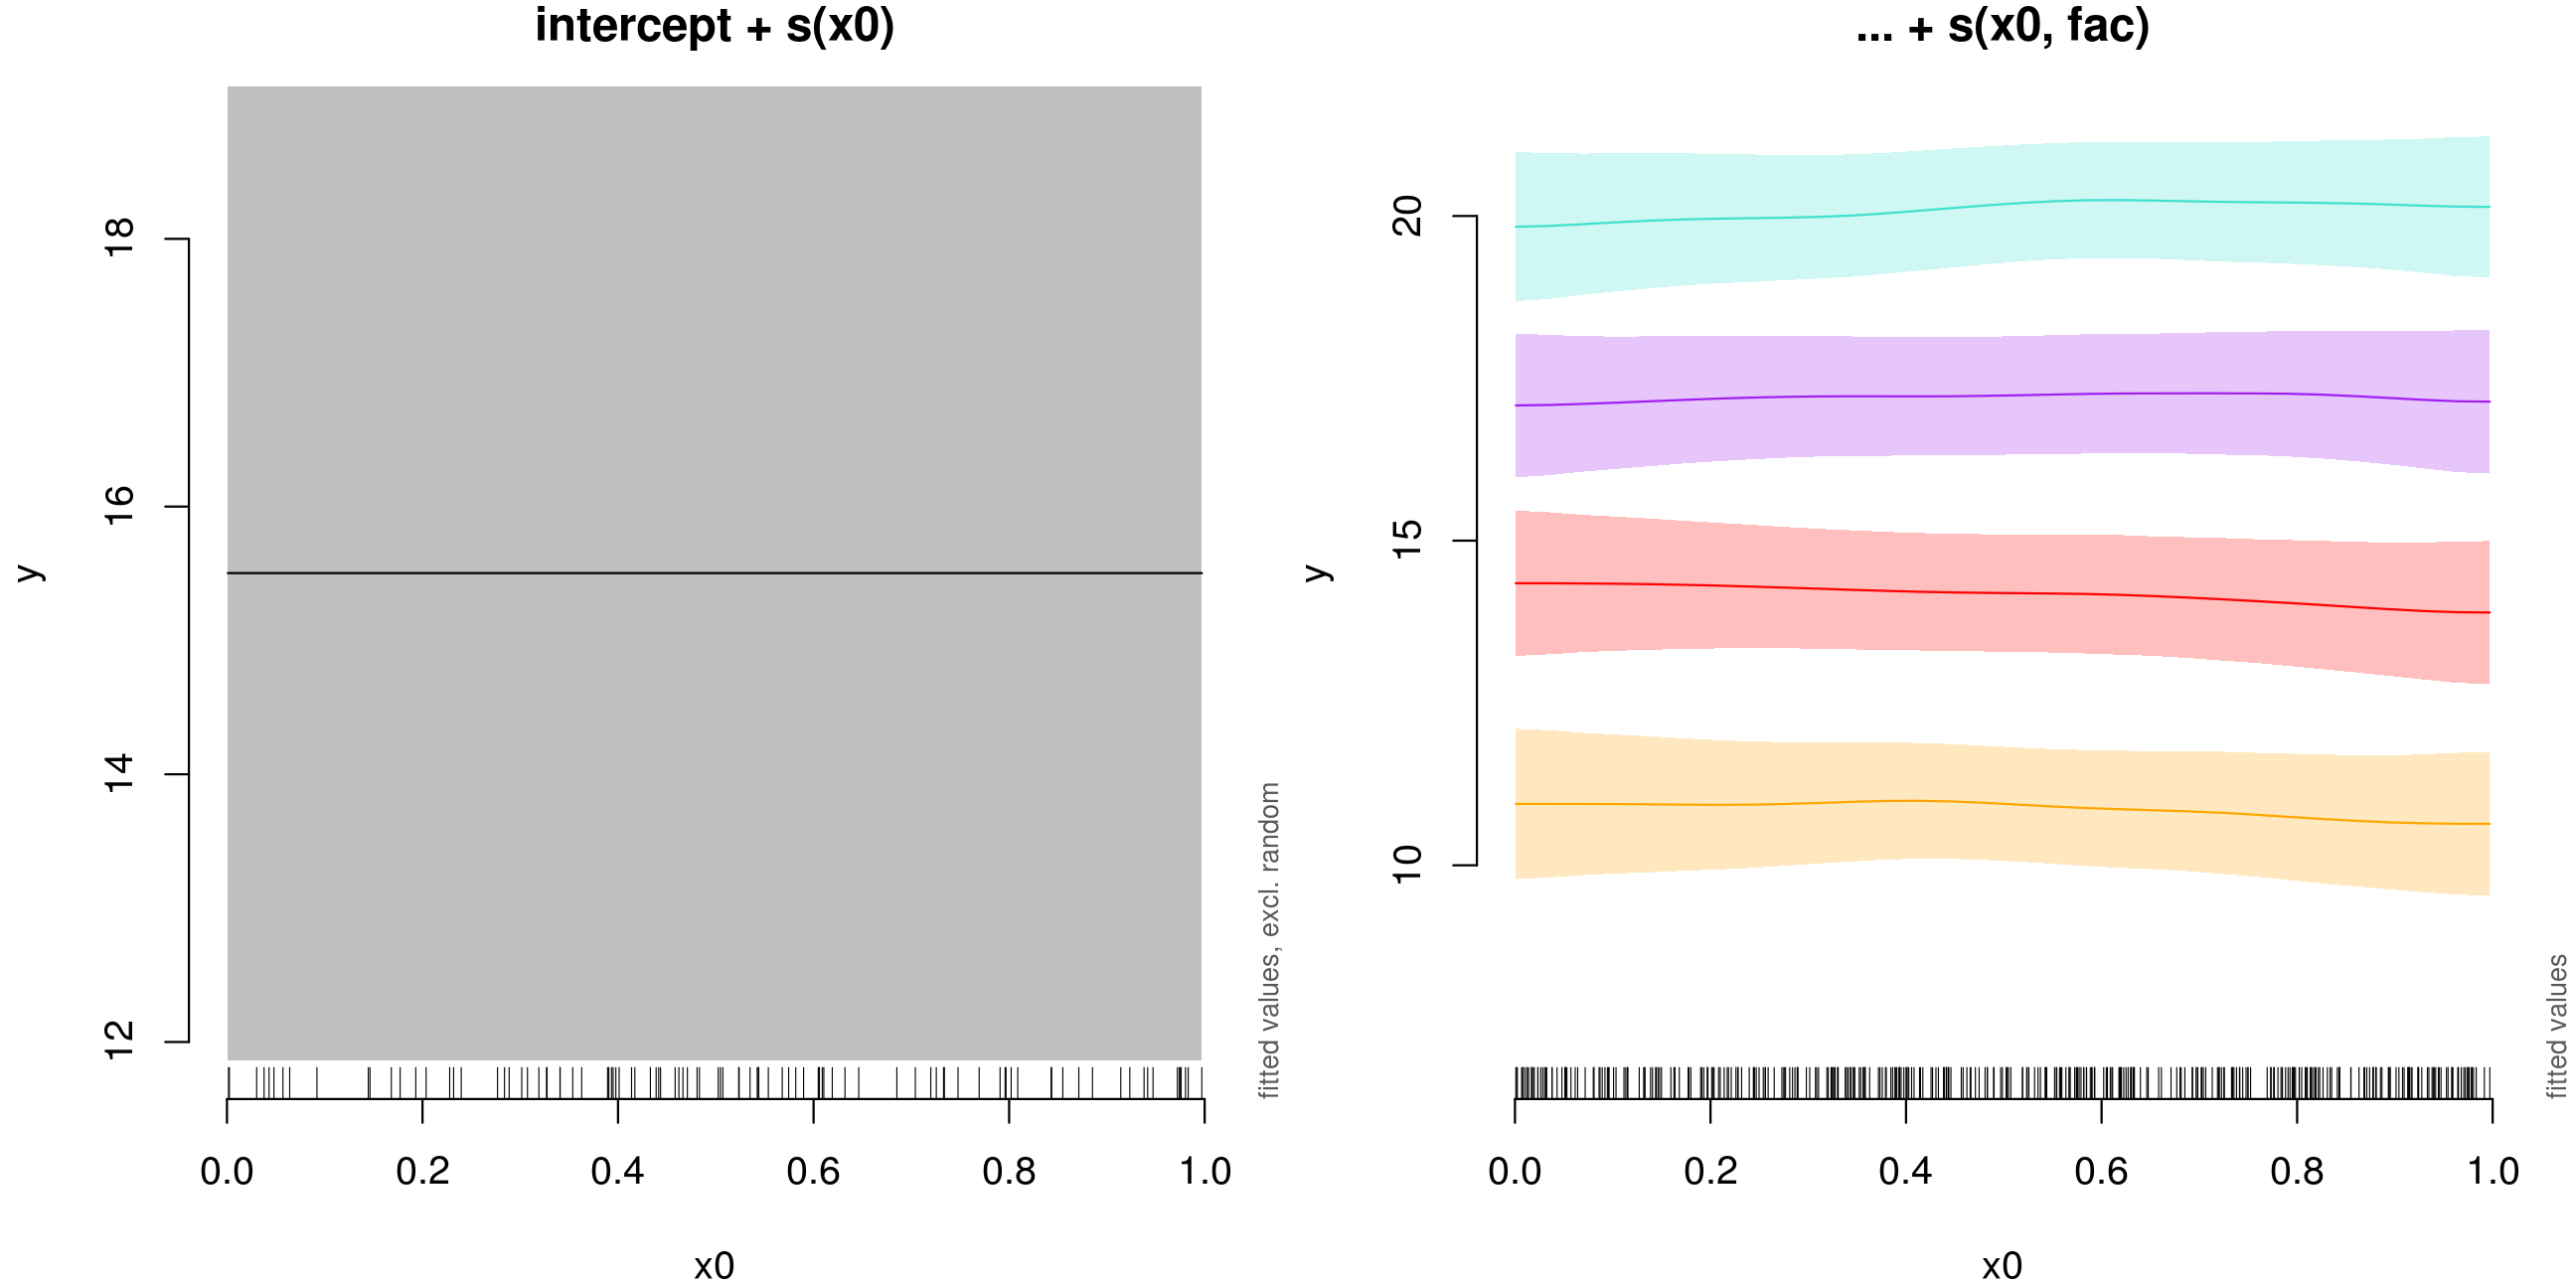 intercept + s(x0)
y
18
16
14
12
0.0 0.2 0.4 0.6 0.8 1.0
x0
fitted values, excl. random
... + s(x0, fac)
y
20
15
10
0.0 0.2 0.4 0.6 0.8 1.0
x0
fitted values